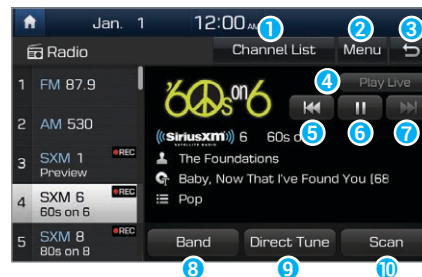 Jan. 1 12:00 AM
Radio Channel List Menu
1 2 3
4 Play Live
1 FM 87.9
'60s on 6
2 AM 530
5 6 7
((SiriusXM)) 6 60s o
SATELLITE RADIO
3 SXM 1 REC
Preview
The Foundations
4 SXM 6 REC
60s on 6
Baby, Now That I've Found You (68
Pop
5 SXM 8 REC
80s on 8
Band Direct Tune Scan
8 9 10